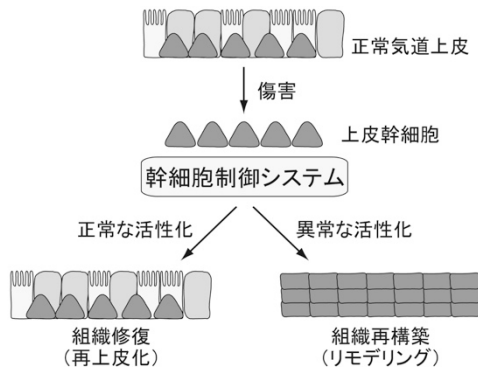 正常気道上皮
傷害
上皮幹細胞
幹細胞制御システム
正常な活性化
異常な活性化
組織修復
(再上皮化)
組織再構築
(リモデリング)